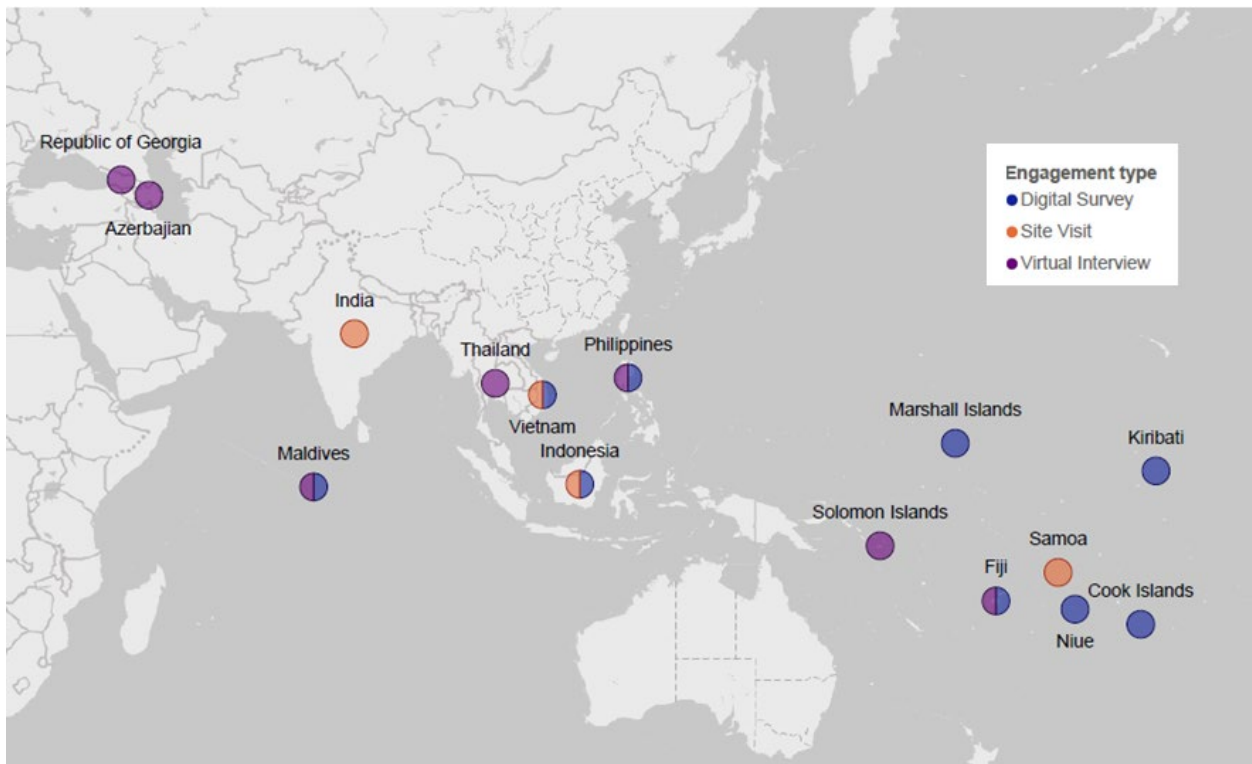 Republic of Georgia
Azerbajian
Engagement type
Digital Survey
Site Visit
Virtual Interview
India
Thailand
Philippines
Vietnam
Indonesia
Maldives
Marshall Islands
Kiribati
Solomon Islands
Samoa
Fiji
Cook Islands
Niue